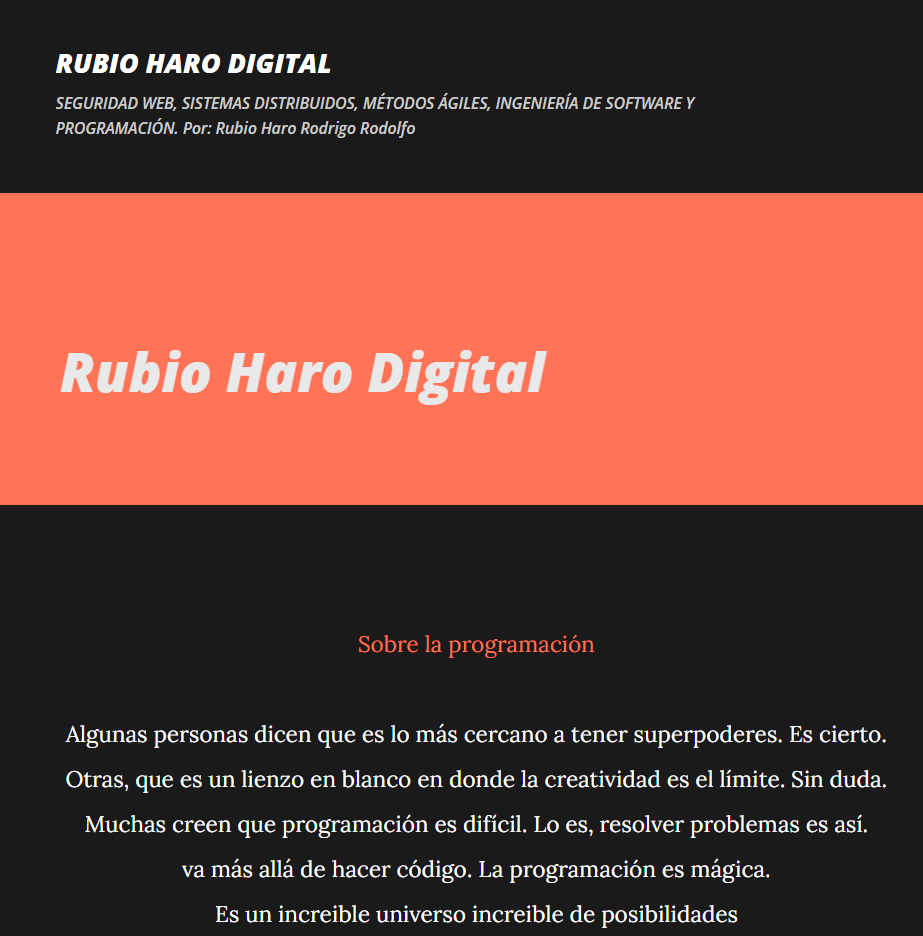 RUBIO HARO DIGITAL
SEGURIDAD WEB, SISTEMAS DISTRIBUIDOS, MÉTODOS ÁGILES, INGENIERÍA DE SOFTWARE Y
PROGRAMACIÓN. Por: Rubio Haro Rodrigo Rodolfo
Rubio Haro Digital
Sobre la programación
Algunas personas dicen que es lo más cercano a tener superpoderes. Es cierto.
Otras, que es un lienzo en blanco en donde la creatividad es el límite. Sin duda.
Muchas creen que programación es difícil. Lo es, resolver problemas es así.
va más allá de hacer código. La programación es mágica.
Es un increible universo increible de posibilidades